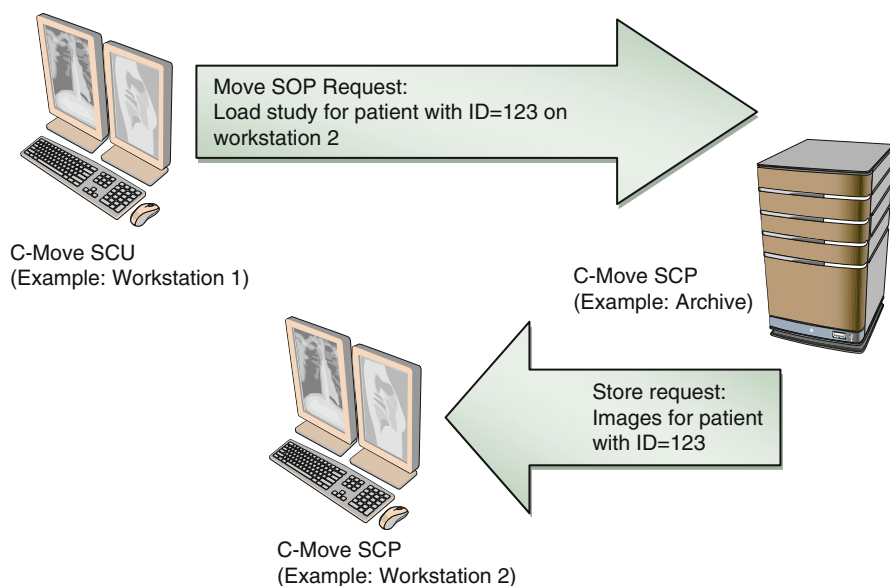 Move SOP Request:
Load study for patient with ID=123 on
workstation 2
C-Move SCU
(Example: Workstation 1)
C-Move SCP
(Example: Archive)
Store request:
Images for patient
with ID=123
C-Move SCP
(Example: Workstation 2)